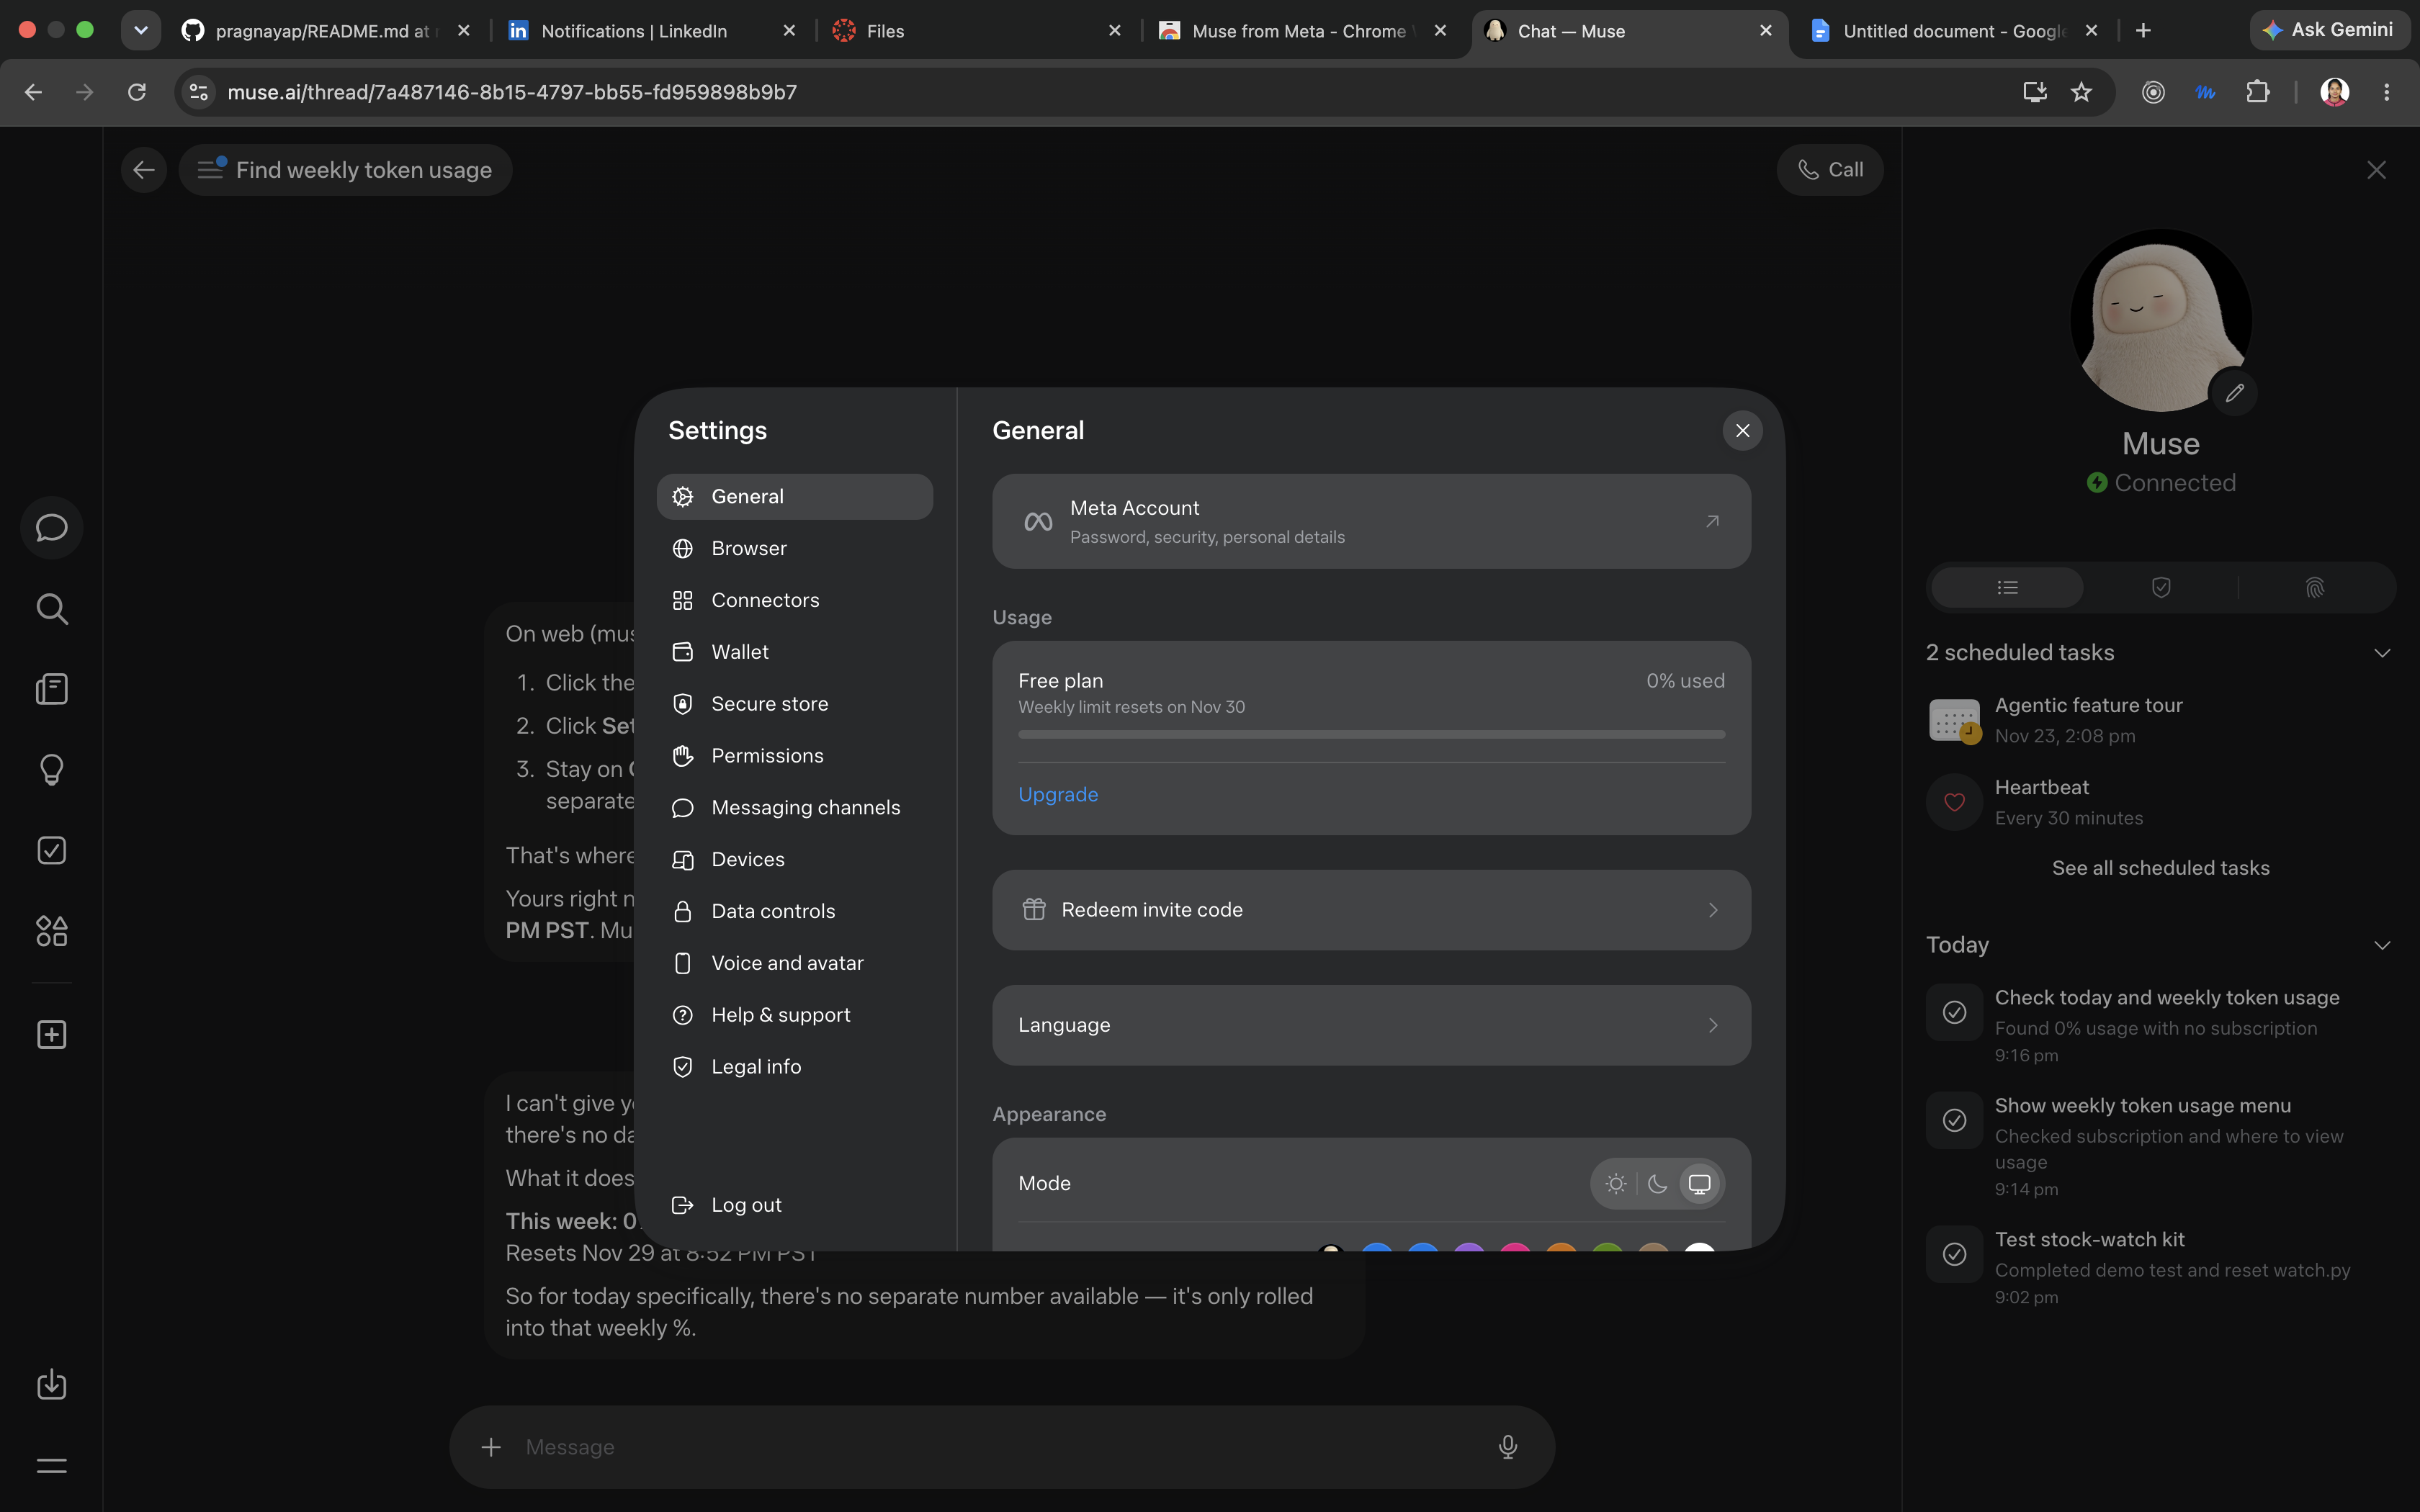 pragnayap/README.md at
Notifications | LinkedIn
Files
Muse from Meta - Chrome
Chat — Muse
Untitled document - Google
Ask Gemini
muse.ai/thread/7a487146-8b15-4797-bb55-fd959898b9b7
Find weekly token usage
Call
On web (mus
1. Click the
2. Click Set
3. Stay on
separate
That's where
Yours right n
PM PST. Mu
I can't give y
there's no da
What it does
This week: 0
Resets Nov 29 at 8:52 PM PST
So for today specifically, there's no separate number available — it's only rolled
into that weekly %.
Message
Settings
General
Browser
Connectors
Wallet
Secure store
Permissions
Messaging channels
Devices
Data controls
Voice and avatar
Help & support
Legal info
Log out
General
Meta Account
Password, security, personal details
Usage
Free plan
0% used
Weekly limit resets on Nov 30
Upgrade
Redeem invite code
Language
Appearance
Mode
Muse
Connected
2 scheduled tasks
Agentic feature tour
Nov 23, 2:08 pm
Heartbeat
Every 30 minutes
See all scheduled tasks
Today
Check today and weekly token usage
Found 0% usage with no subscription
9:16 pm
Show weekly token usage menu
Checked subscription and where to view
usage
9:14 pm
Test stock-watch kit
Completed demo test and reset watch.py
9:02 pm